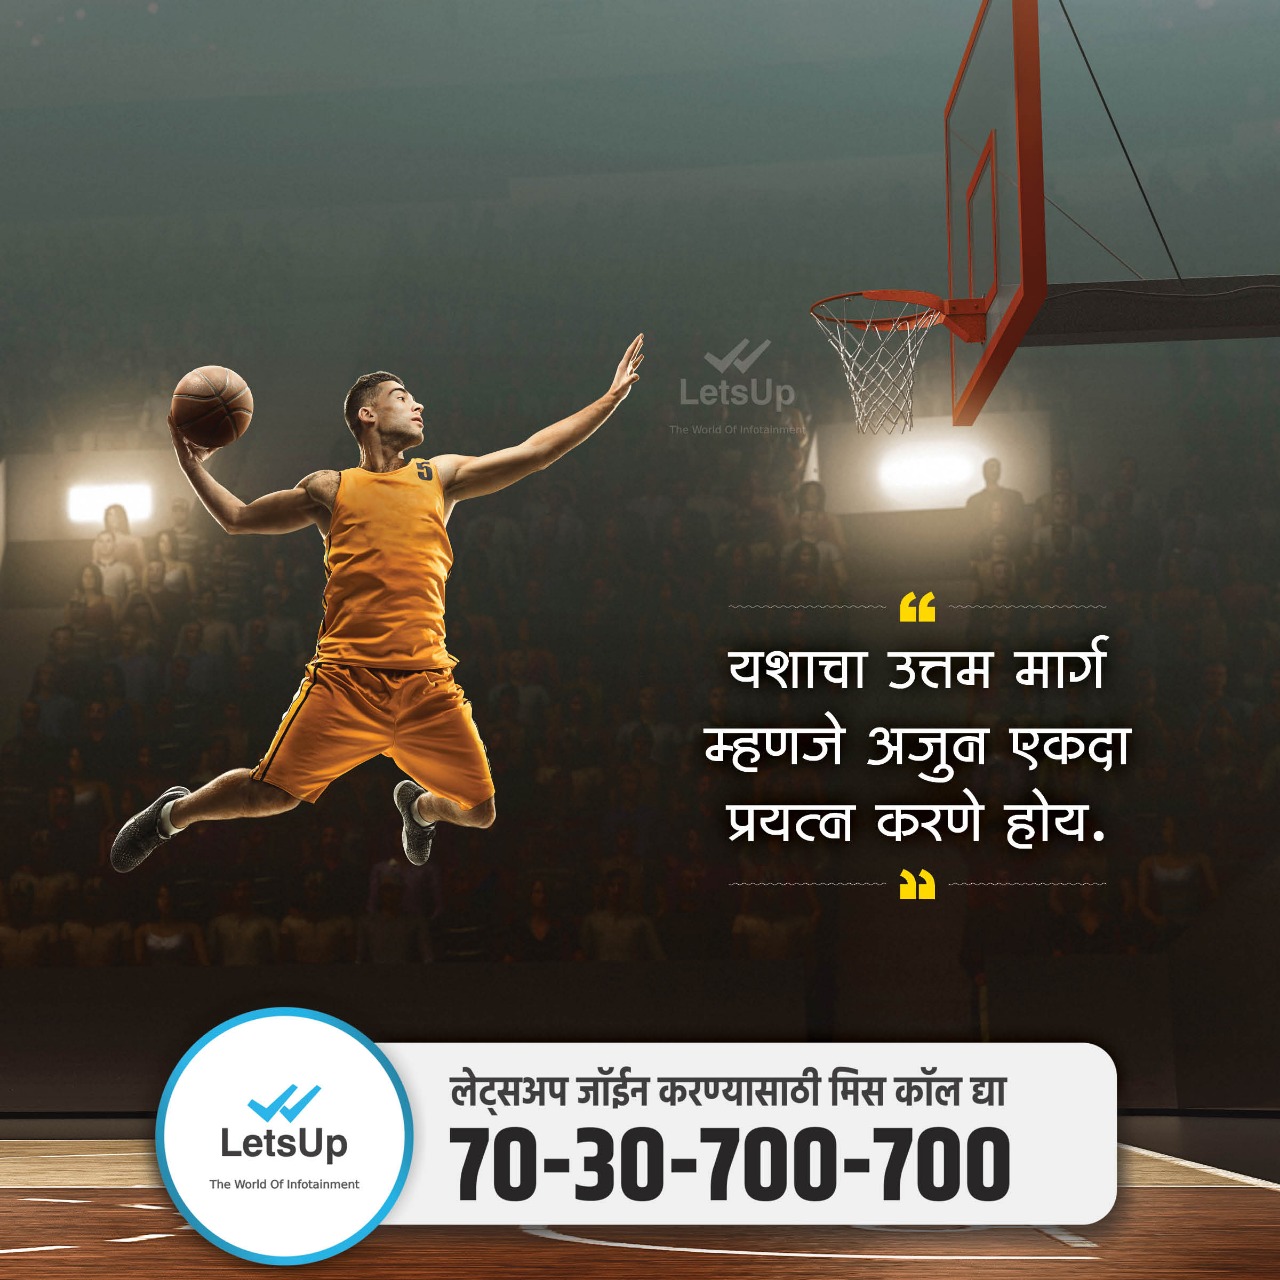 5
LetsUp
The World Of Infotainment
“
यशाचा उत्तम मार्ग
म्हणजे अजुन एकदा
प्रयत्न करणे होय.
”
लेट्सअप जॉईन करण्यासाठी मिस कॉल द्या
70-30-700-700
LetsUp
The World Of Infotainment